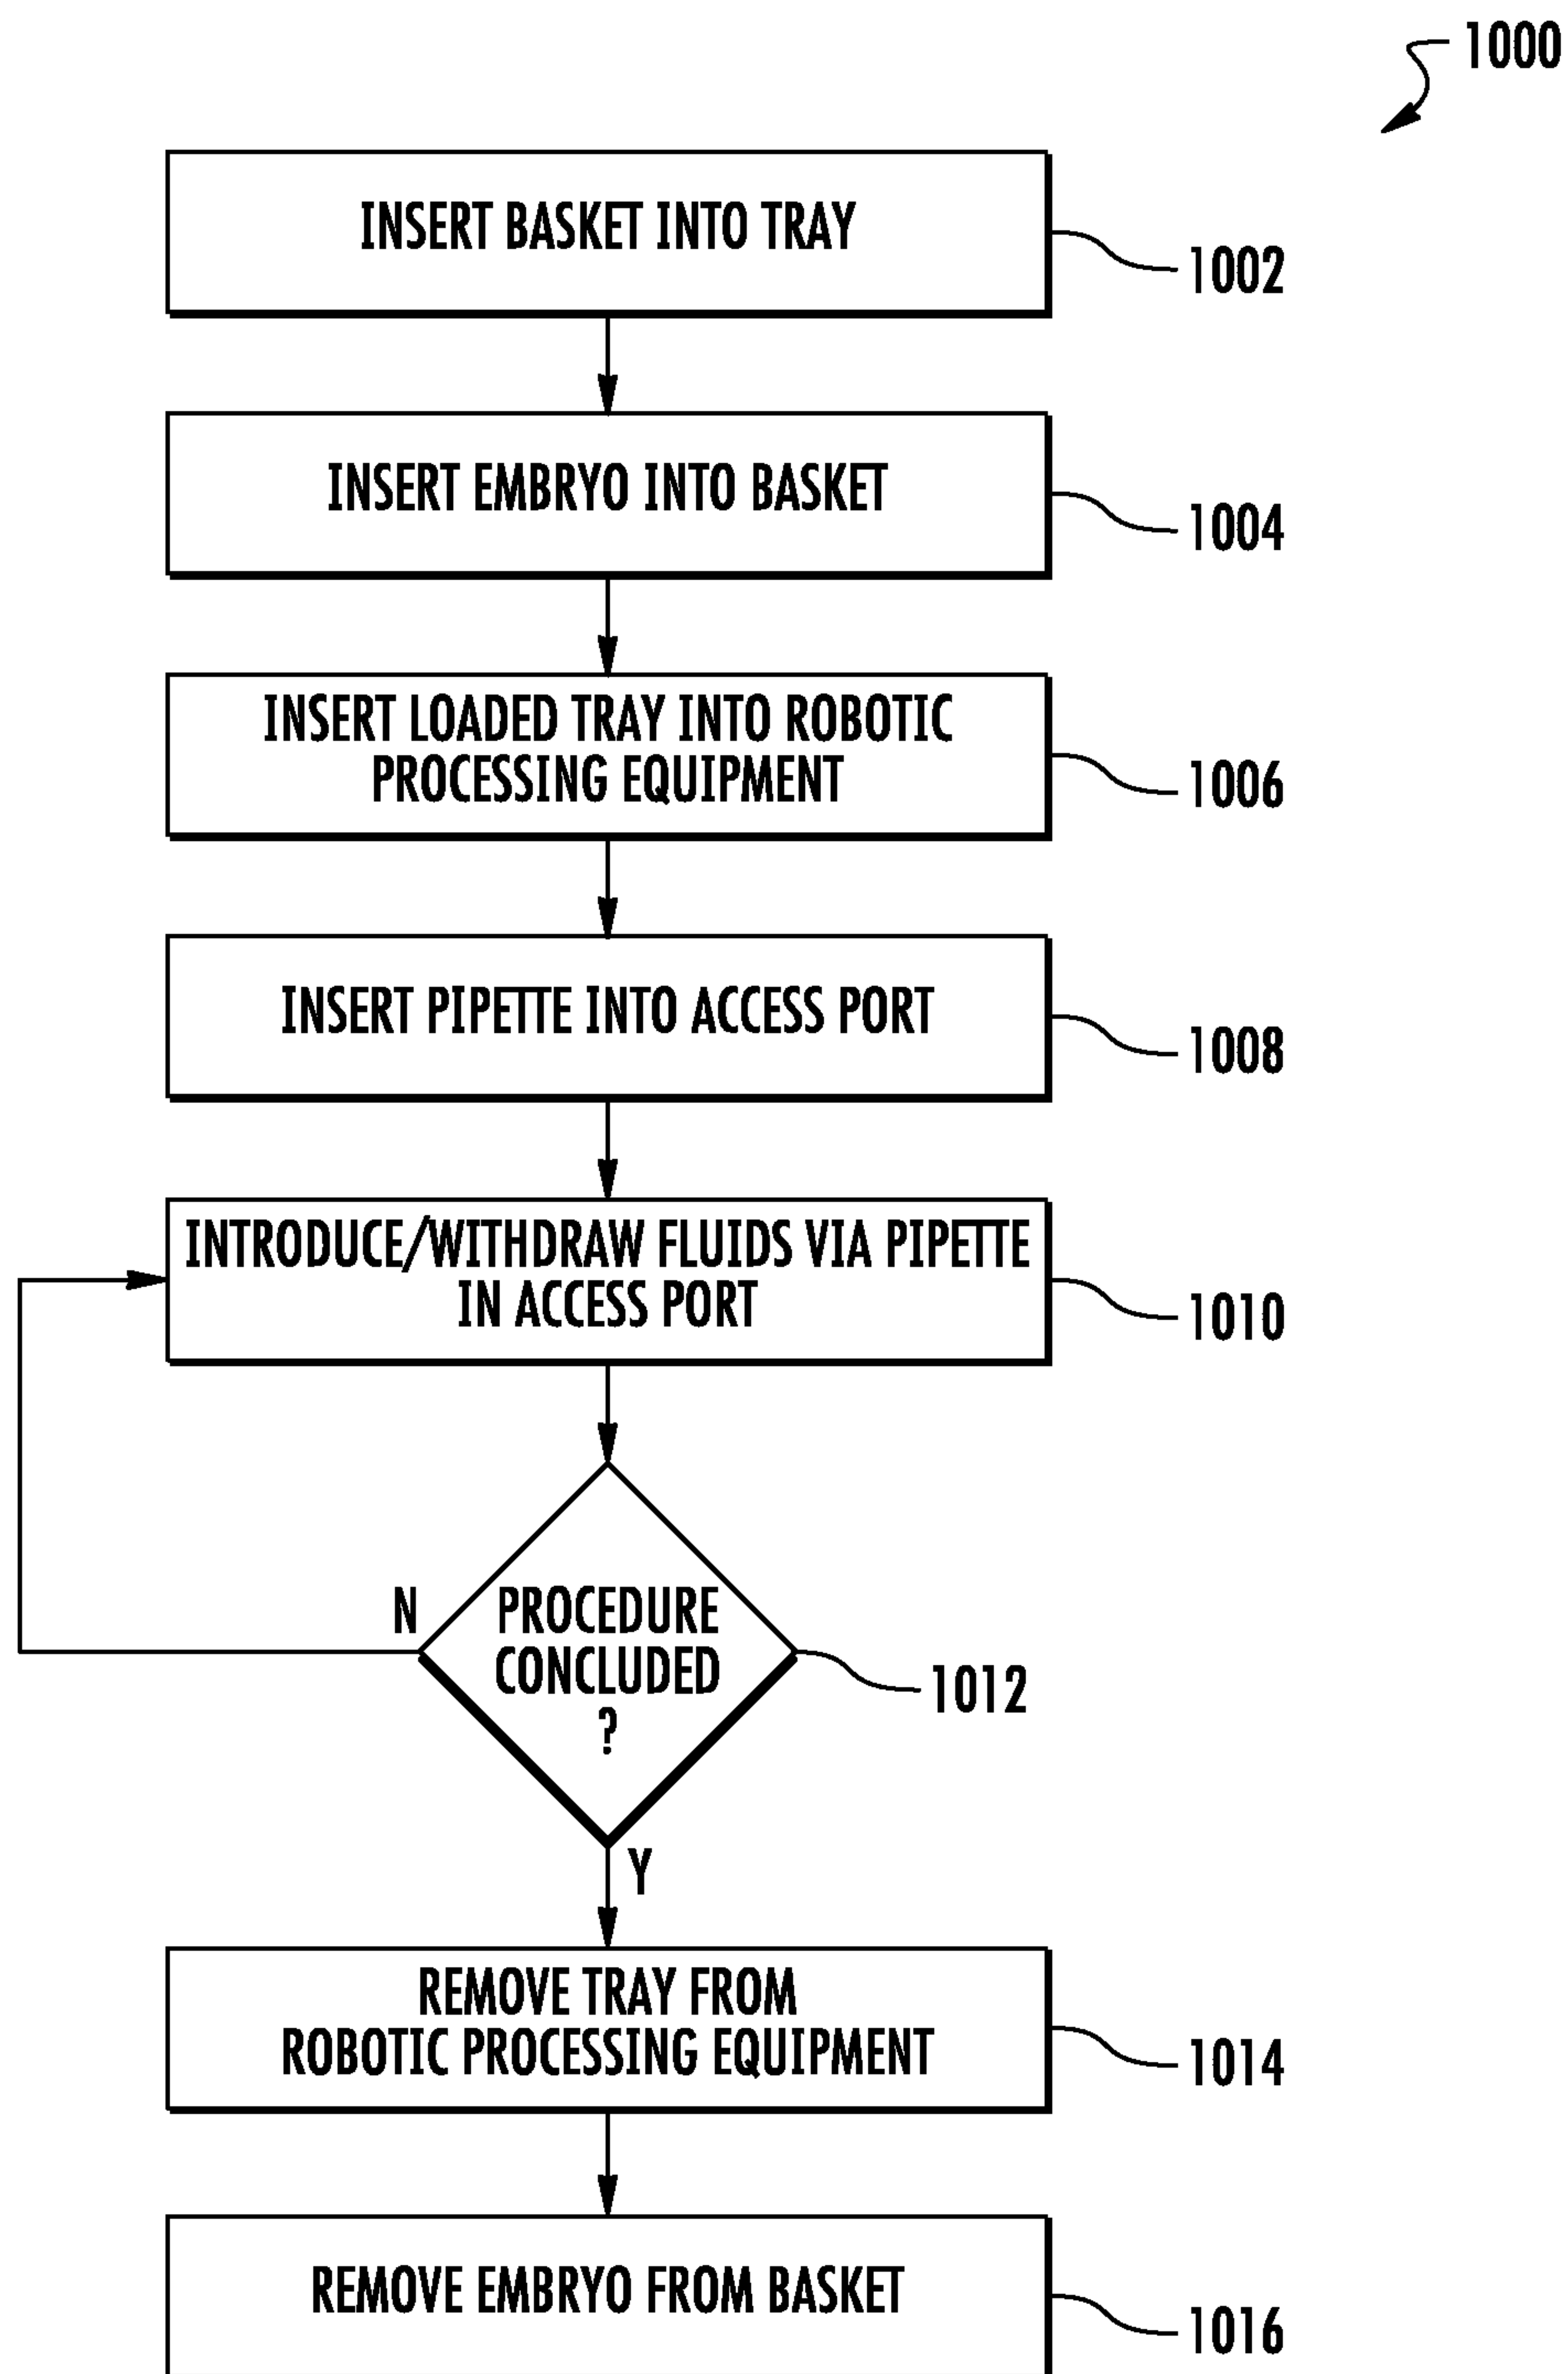 1000
INSERT BASKET INTO TRAY
1002
INSERT EMBRYO INTO BASKET
1004
INSERT LOADED TRAY INTO ROBOTIC
PROCESSING EQUIPMENT
1006
INSERT PIPETTE INTO ACCESS PORT
1008
INTRODUCE/WITHDRAW FLUIDS VIA PIPETTE
IN ACCESS PORT
1010
N
PROCEDURE
CONCLUDED
?
1012
Y
REMOVE TRAY FROM
ROBOTIC PROCESSING EQUIPMENT
1014
REMOVE EMBRYO FROM BASKET
1016